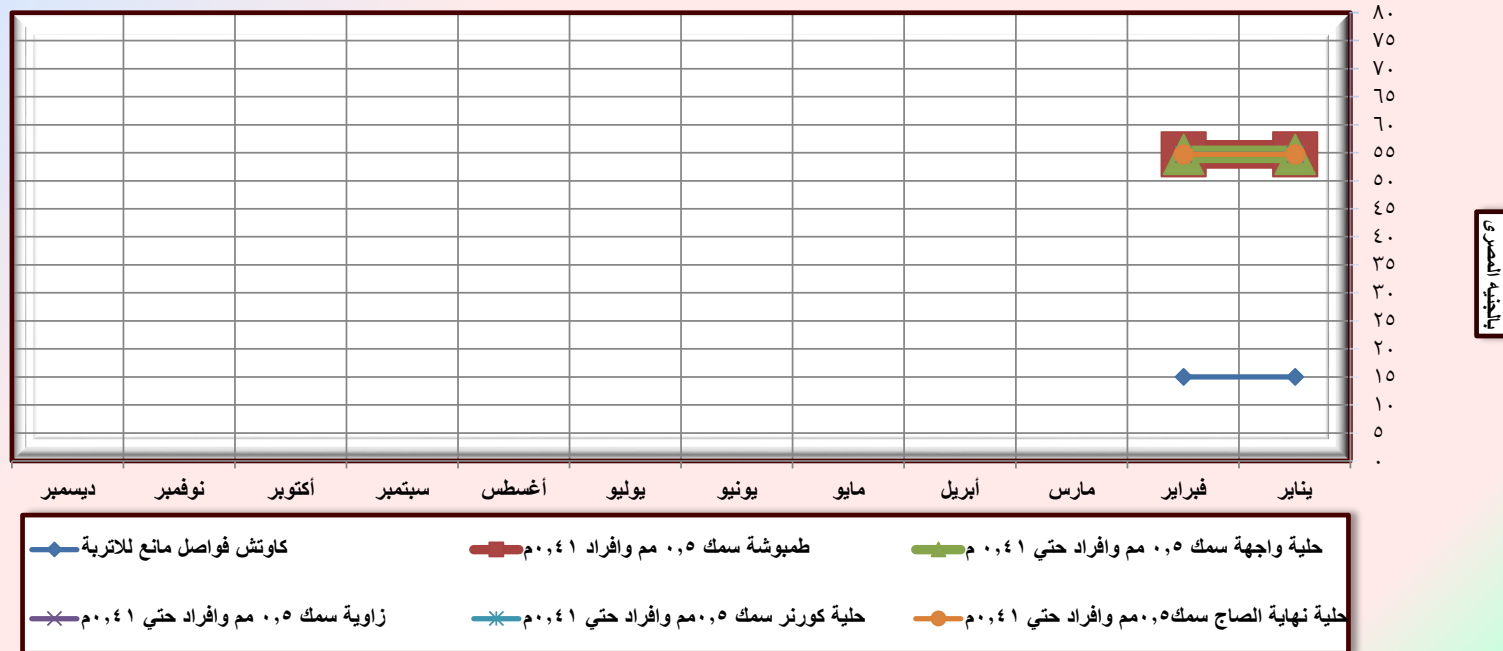 ٨٠
٧٥
٧٠
٦٥
٦٠
٥٥
٥٠
٤٥
٤٠
٣٥
٣٠
٢٥
٢٠
١٥
١٠
٥
٠
بالجنيه المصرى
يناير
فبراير
مارس
أبريل
مايو
يونيو
يوليو
أغسطس
سبتمبر
أكتوبر
نوفمبر
ديسمبر
حلية واجهة سمك ٠,٥ مم وافراد حتي ٠,٤١ م
طمبوشة سمك ٠,٥ مم وافراد ٠,٤١م
كاوتش فواصل مانع للاتربة
حلية نهاية الصاج سمك٠,٥مم وافراد حتي ٠,٤١م
حلية كورنر سمك ٠,٥مم وافراد حتي ٠,٤١م
زاوية سمك ٠,٥ مم وافراد حتي ٠,٤١م